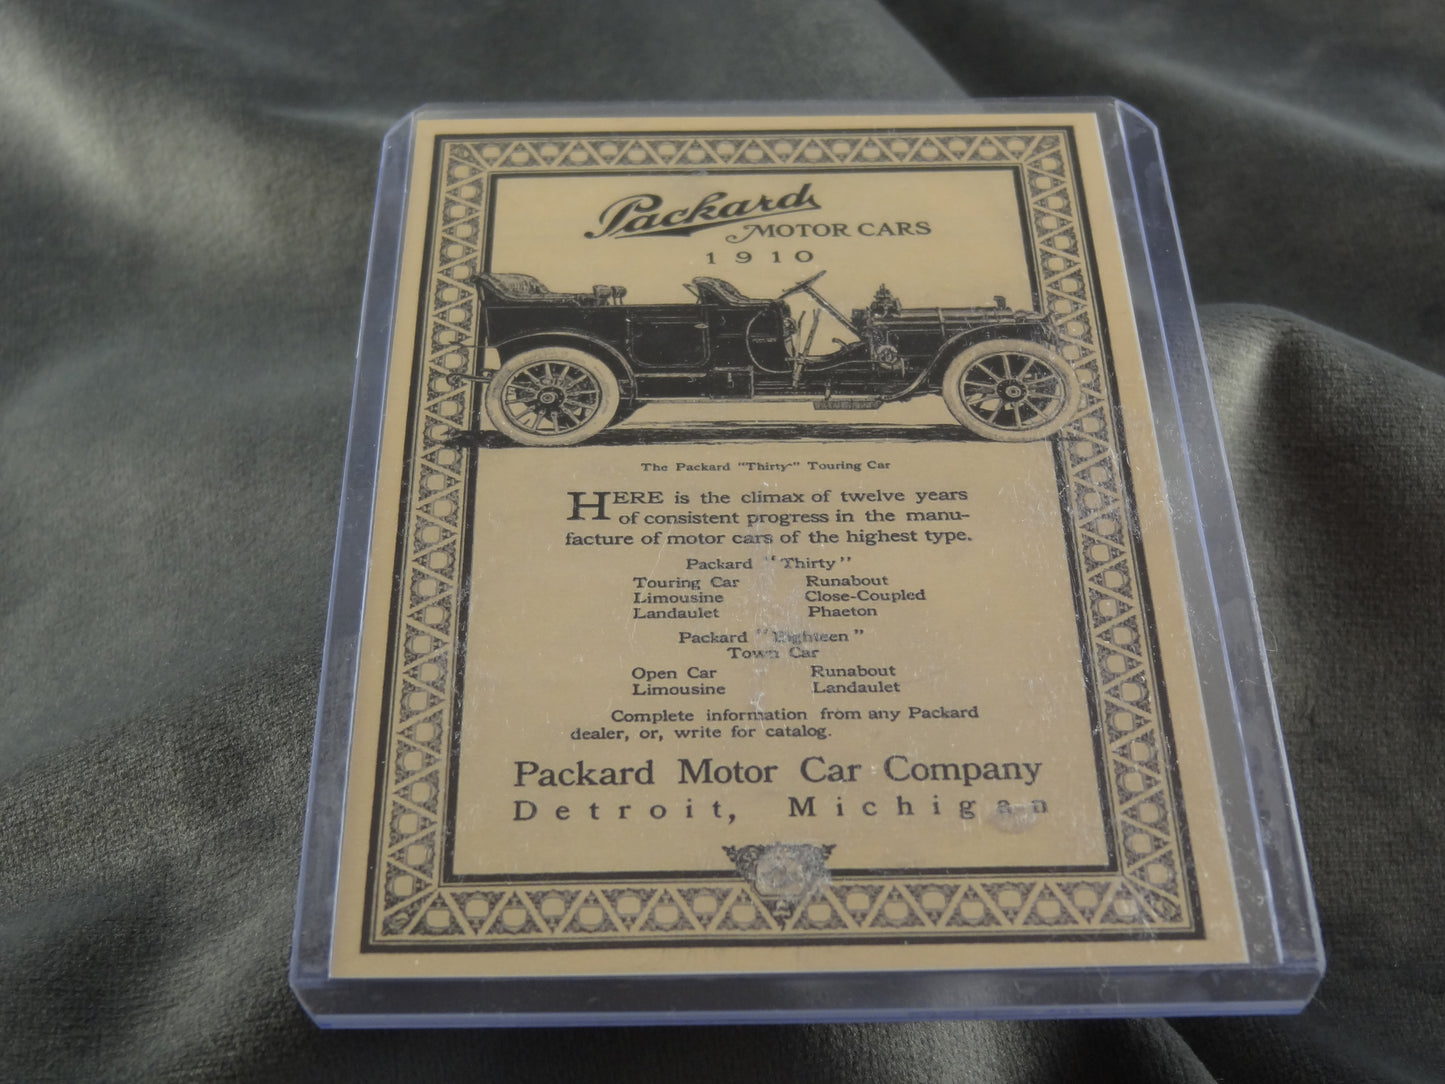 Packard
MOTOR CARS
1910
The Packard "Thirty" Touring Car
HERE is the climax of twelve years
of consistent progress in the manu-
facture of motor cars of the highest type.
Packard "Thirty"
Touring Car Runabout
Limousine Close-Coupled
Landaulet Phaeton
Packard "Eighteen"
Town Car
Open Car Runabout
Limousine Landaulet
Complete information from any Packard
dealer, or, write for catalog.
Packard Motor Car Company
Detroit, Michigan